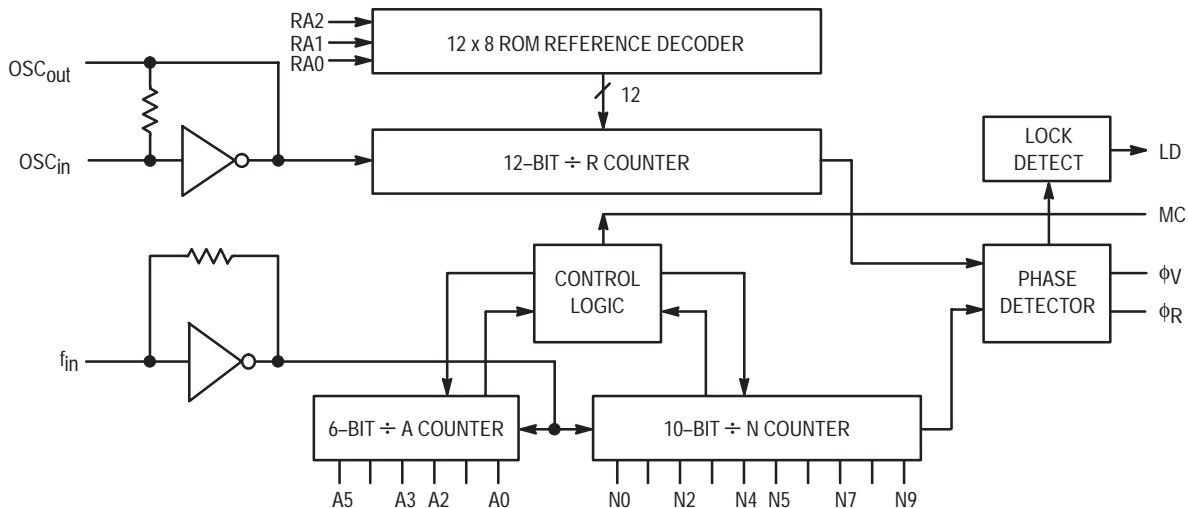 RA2
RA1
RA0
12 x 8 ROM REFERENCE DECODER
OSCout
12
OSCin
12–BIT ÷ R COUNTER
LOCK
DETECT
LD
MC
CONTROL
LOGIC
PHASE
DETECTOR
ϕV
ϕR
fin
6–BIT ÷ A COUNTER
10–BIT ÷ N COUNTER
A5 A3 A2 A0 N0 N2 N4 N5 N7 N9